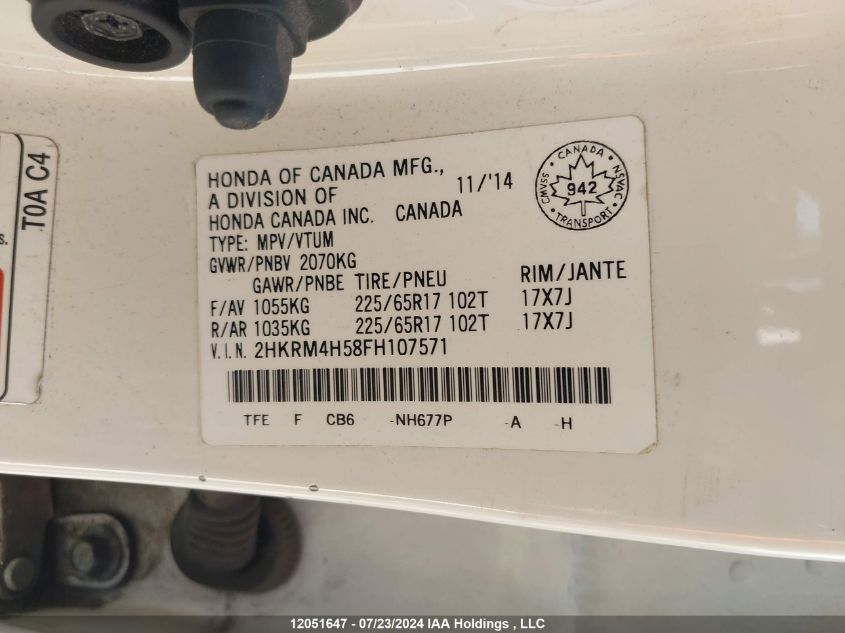 HONDA OF CANADA MFG., 11/'14
A DIVISION OF
HONDA CANADA INC. CANADA
TYPE: MPV/VTUM
GVWR/PNBV 2070KG
GAWR/PNBE TIRE/PNEU RIM/JANTE
F/AV 1055KG 225/65R17 102T 17X7J
R/AR 1035KG 225/65R17 102T 17X7J
V.I.N. 2HKRM4H58FH107571
TFE F CB6 -NH677P -A -H
CANADA
CMVSS 942 NSVAC
TRANSPORT
T0A C4
s.
12051647 - 07/23/2024 IAA Holdings , LLC